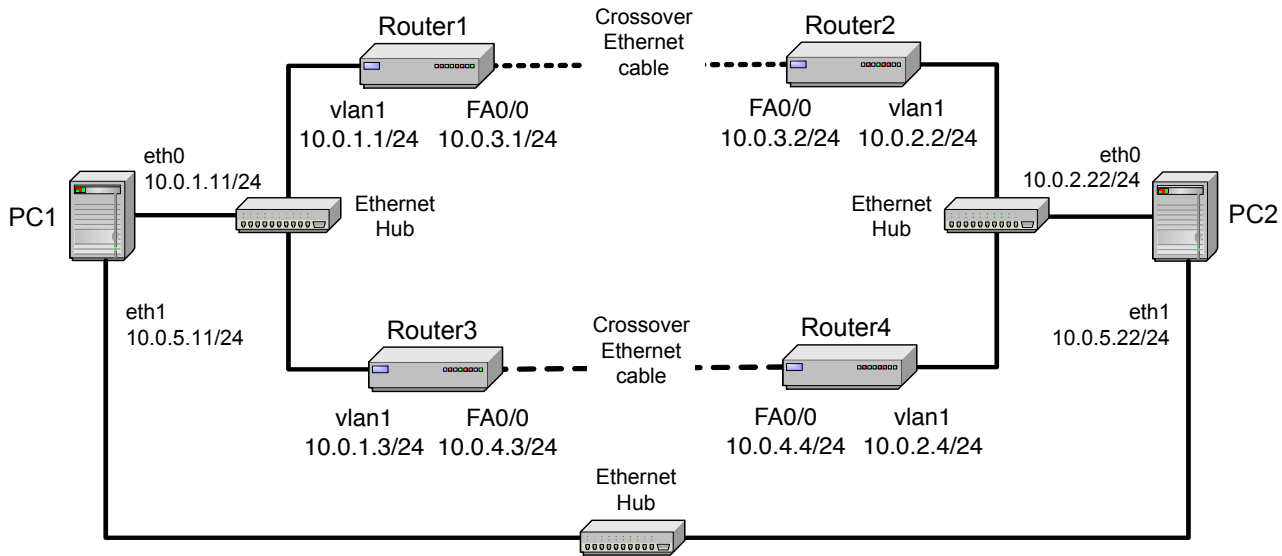 Router1
Crossover
Ethernet
cable
Router2
vlan1
10.0.1.1/24
FA0/0
10.0.3.1/24
FA0/0
10.0.3.2/24
vlan1
10.0.2.2/24
eth0
10.0.1.11/24
eth0
10.0.2.22/24
PC1
Ethernet
Hub
Ethernet
Hub
PC2
eth1
10.0.5.11/24
Router3
Crossover
Ethernet
cable
Router4
eth1
10.0.5.22/24
vlan1
10.0.1.3/24
FA0/0
10.0.4.3/24
FA0/0
10.0.4.4/24
vlan1
10.0.2.4/24
Ethernet
Hub